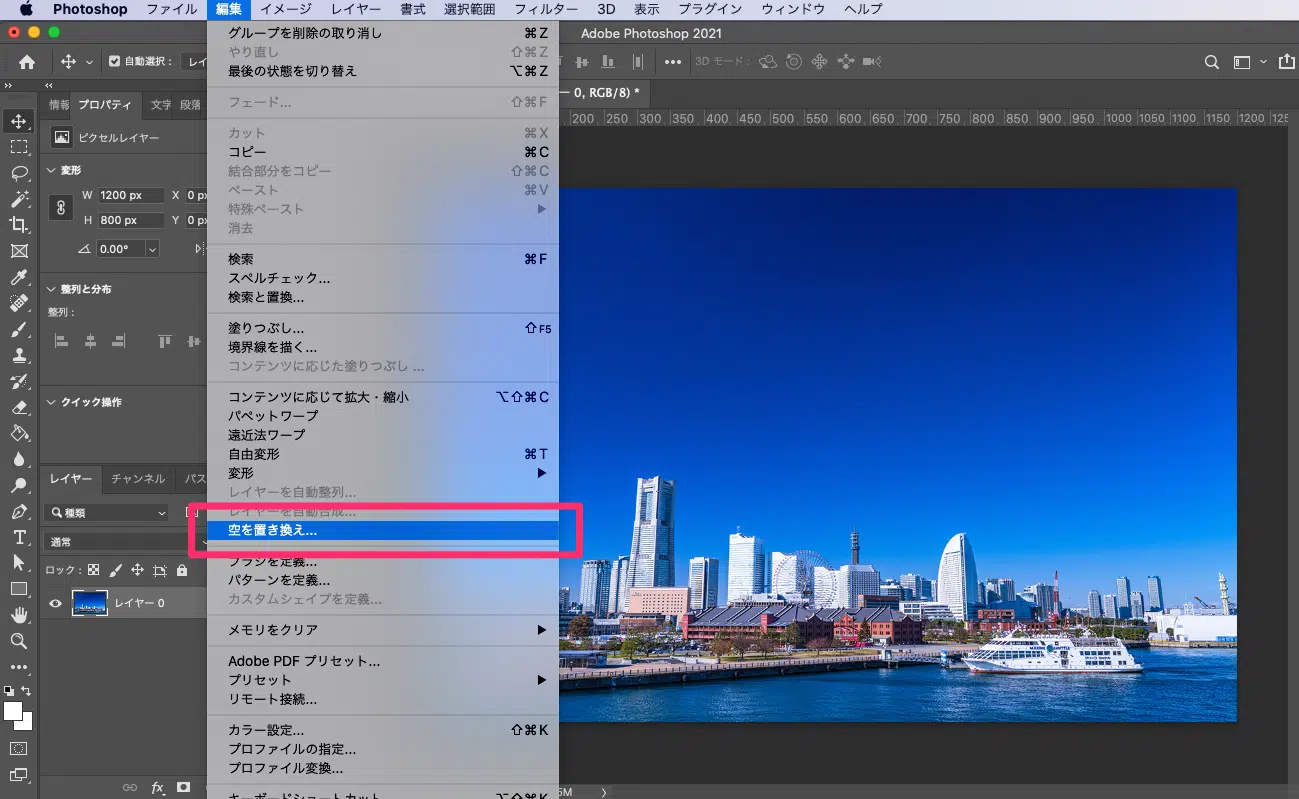 Photoshop ファイル 編集 イメージ レイヤー 書式 選択範囲 フィルター 3D 表示 プラグイン ウィンドウ ヘルプ
Adobe Photoshop 2021
自動選択： レイ
3D モード：
ー 0, RGB/8) *
情報 プロパティ 文字 段落
200 250 300 350 400 450 500 550 600 650 700 750 800 850 900 950 1000 1050 1100 1150 1200 125
ピクセルレイヤー
変形
W 1200 px X 0 px
H 800 px Y 0 px
0.00°
整列と分布
整列：
クイック操作
レイヤー チャンネル パス
種類
通常
ロック：
レイヤー 0
グループを削除の取り消し ⌘Z
やり直し ⇧⌘Z
最後の状態を切り替え ⌥⌘Z
フェード... ⇧⌘F
カット ⌘X
コピー ⌘C
結合部分をコピー ⇧⌘C
ペースト ⌘V
特殊ペースト ▶
消去
検索 ⌘F
スペルチェック...
検索と置換...
塗りつぶし... ⇧F5
境界線を描く...
コンテンツに応じた塗りつぶし ...
コンテンツに応じて拡大・縮小 ⌥⇧⌘C
パペットワープ
遠近法ワープ
自由変形 ⌘T
変形 ▶
レイヤーを自動整列...
レイヤーを自動合成...
空を置き換え...
ブラシを定義...
パターンを定義...
カスタムシェイプを定義...
メモリをクリア ▶
Adobe PDF プリセット...
プリセット ▶
リモート接続...
カラー設定... ⇧⌘K
プロファイルの指定...
プロファイル変換...
キーボードショートカット... ⌥⇧⌘K
5M